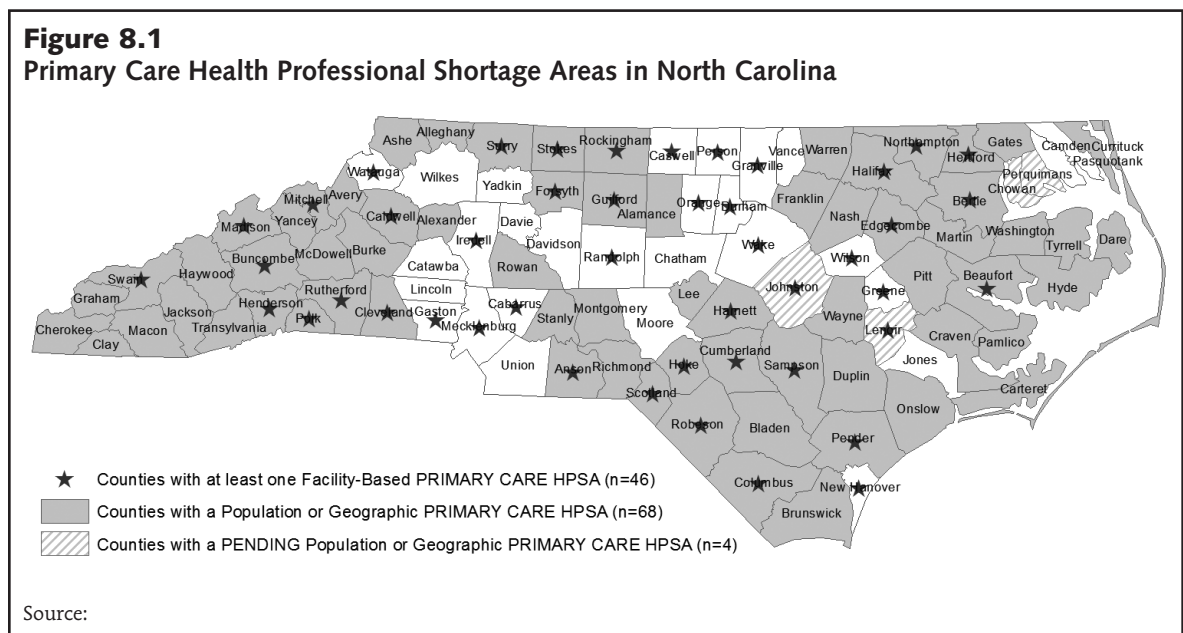 Figure 8.1
Primary Care Health Professional Shortage Areas in North Carolina
Ashe
Alleghany
Surry
Stokes
Rockingham
Caswell
Person
Granville
Vance
Warren
Northampton
Hertford
Gates
Camden
Currituck
Pasquotank
Perquimans
Chowan
Halifax
Bertie
Watauga
Wilkes
Yadkin
Forsyth
Guilford
Alamance
Orange
Durham
Franklin
Nash
Edgecombe
Martin
Washington
Tyrrell
Dare
Mitchell
Avery
Caldwell
Alexander
Iredell
Davie
Davidson
Randolph
Chatham
Wake
Wilson
Pitt
Beaufort
Hyde
Madison
Yancey
McDowell
Burke
Buncombe
Catawba
Rowan
Johnston
Greene
Swain
Haywood
Rutherford
Lincoln
Cabarrus
Montgomery
Lee
Harnett
Wayne
Lenoir
Craven
Pamlico
Graham
Jackson
Henderson
Polk
Cleveland
Gaston
Mecklenburg
Stanly
Moore
Cherokee
Macon
Transylvania
Clay
Union
Anson
Richmond
Hoke
Cumberland
Sampson
Duplin
Jones
Carteret
Scotland
Onslow
Robeson
Bladen
Pender
Columbus
New Hanover
Brunswick
Counties with at least one Facility-Based PRIMARY CARE HPSA (n=46)
Counties with a Population or Geographic PRIMARY CARE HPSA (n=68)
Counties with a PENDING Population or Geographic PRIMARY CARE HPSA (n=4)
Source: